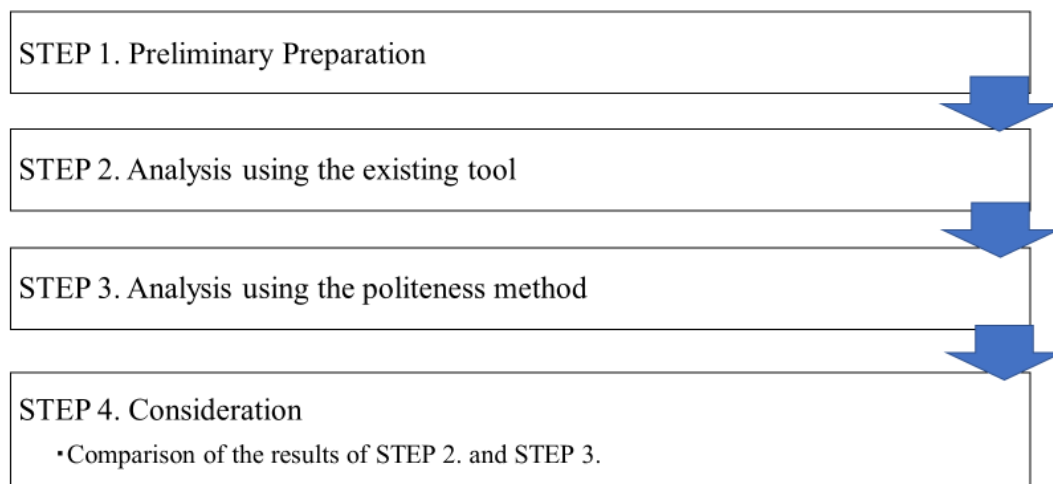 STEP 1. Preliminary Preparation
STEP 2. Analysis using the existing tool
STEP 3. Analysis using the politeness method
STEP 4. Consideration
・Comparison of the results of STEP 2. and STEP 3.